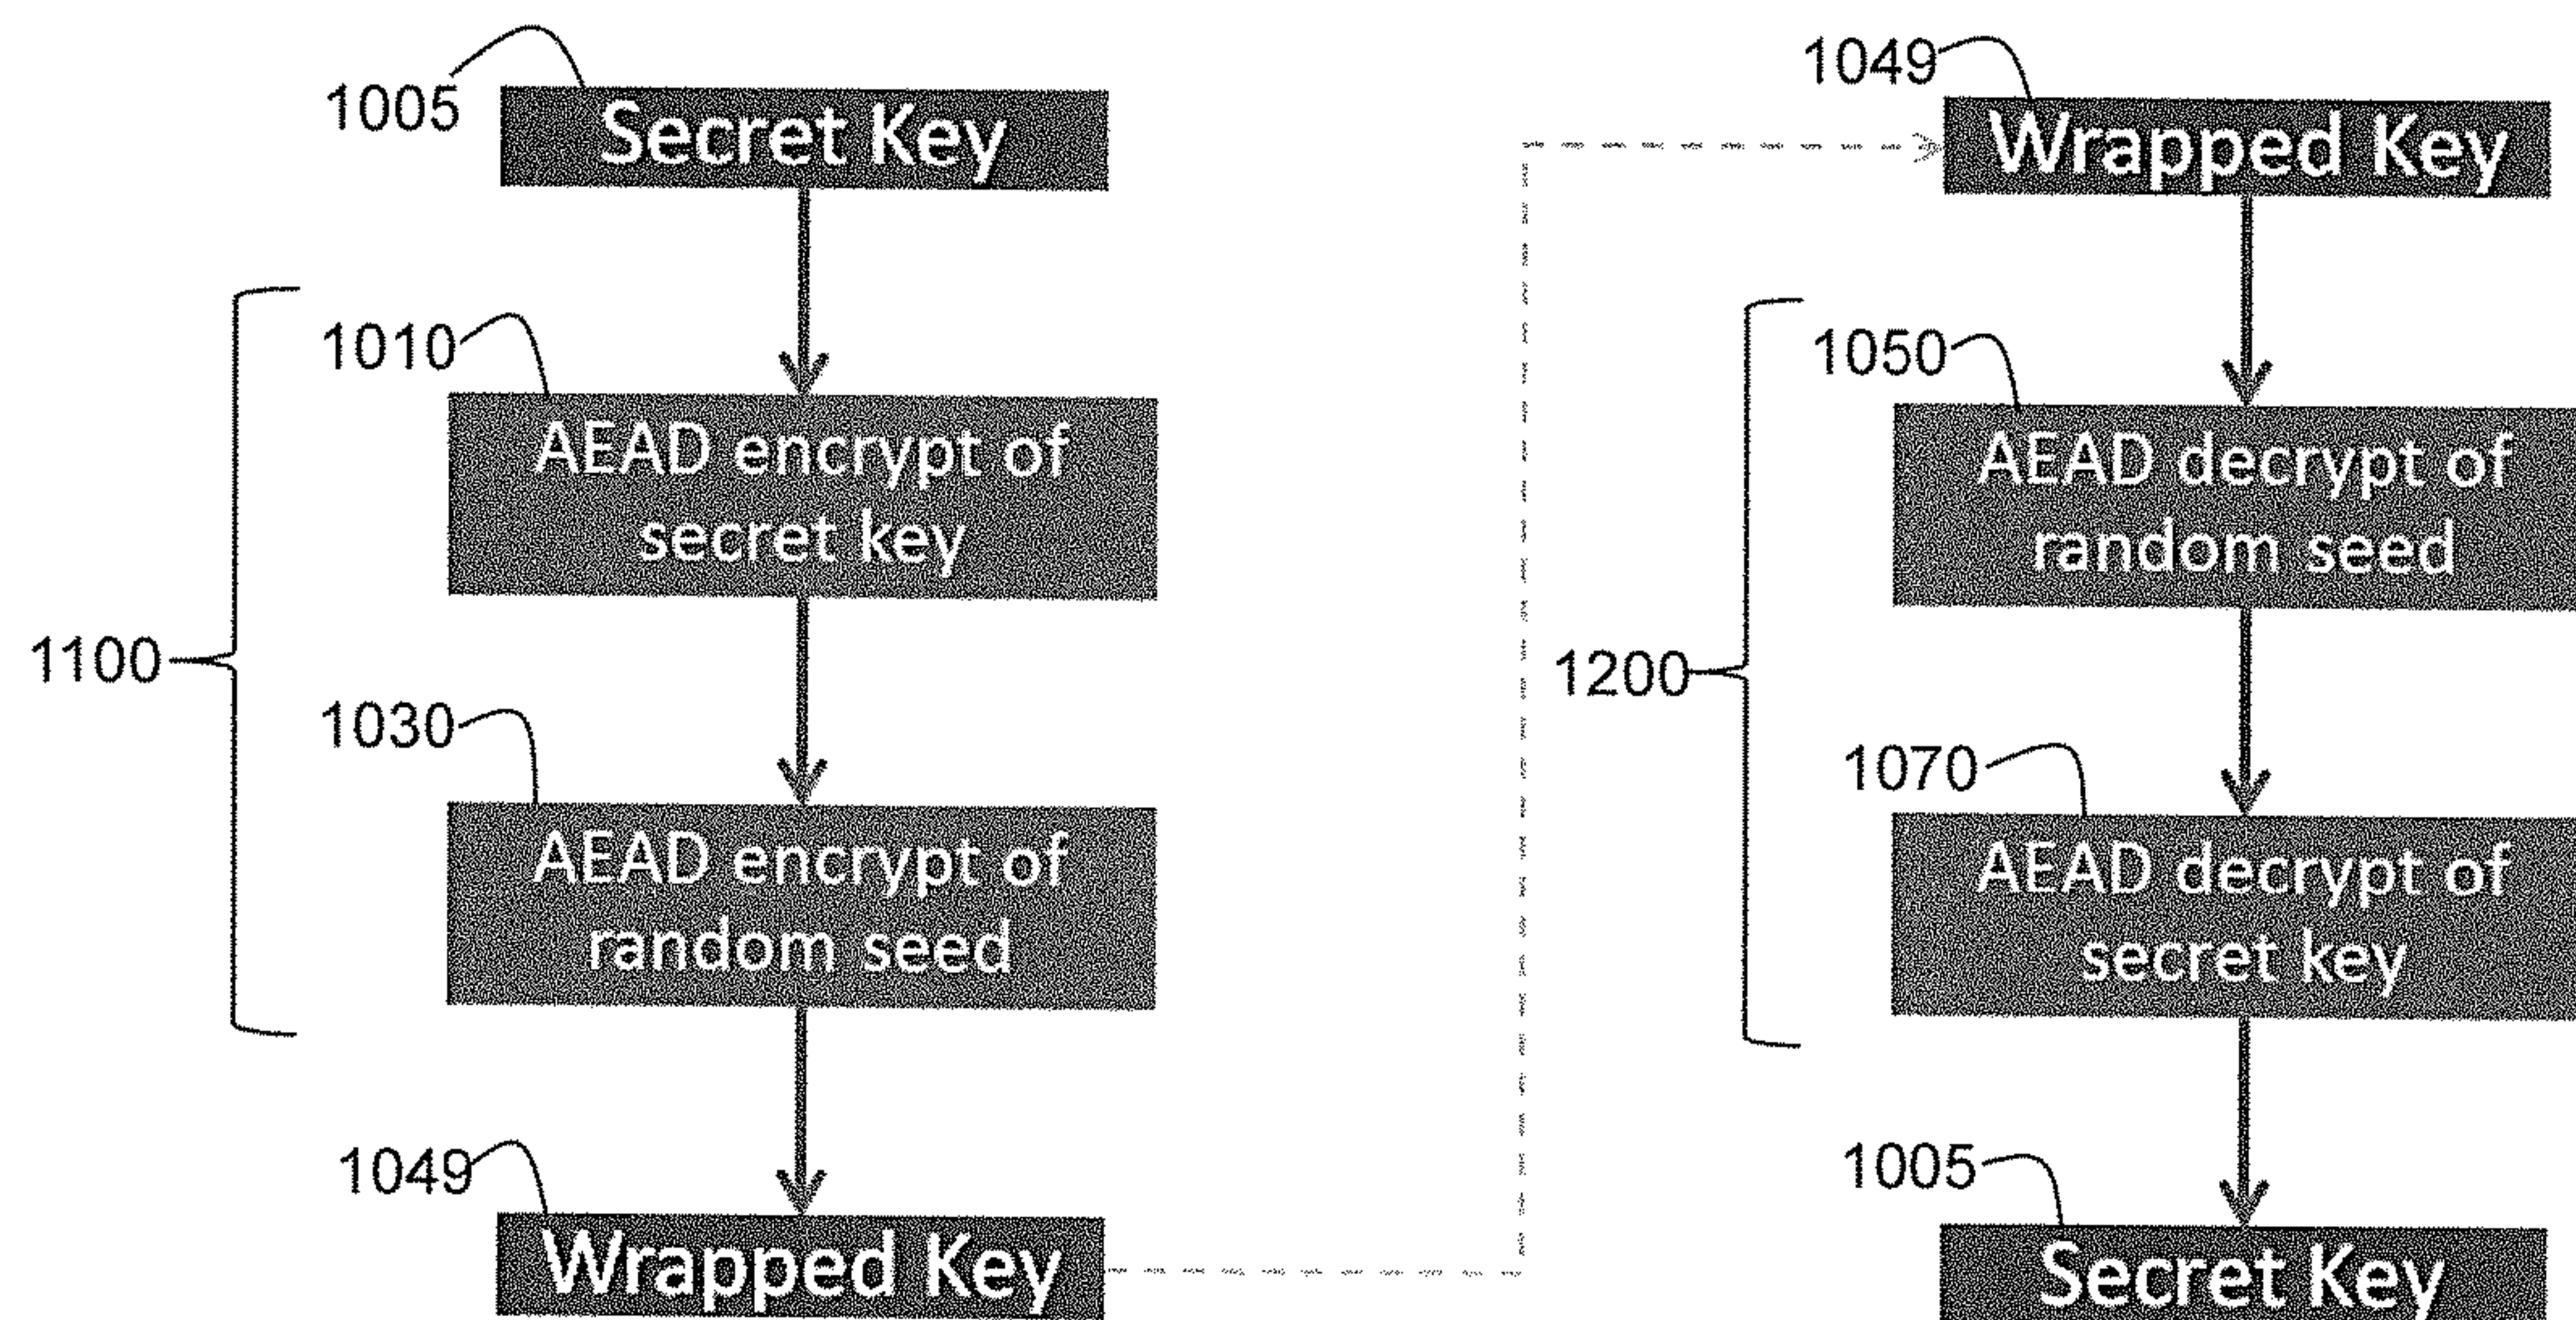 1005
Secret Key
1010
AEAD encrypt of
secret key
1100
1030
AEAD encrypt of
random seed
1049
Wrapped Key
1049
Wrapped Key
1050
AEAD decrypt of
random seed
1200
1070
AEAD decrypt of
secret key
1005
Secret Key